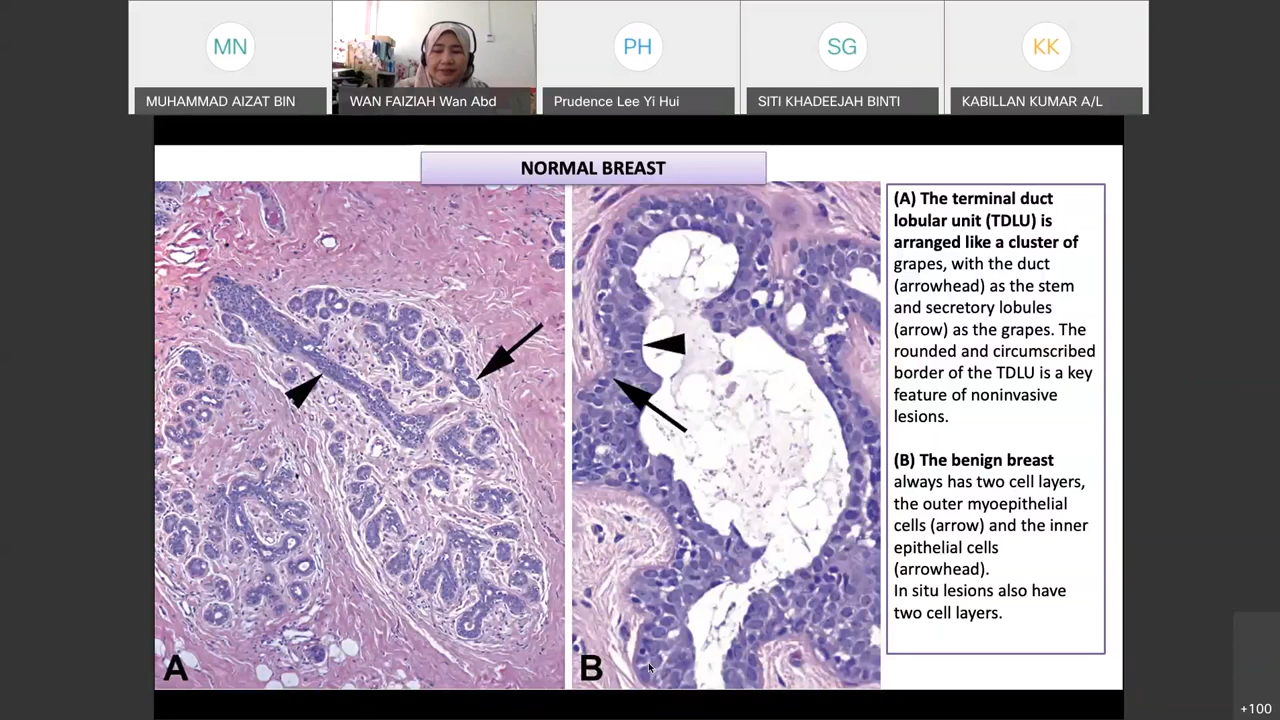 MN
PH
SG
KK
MUHAMMAD AIZAT BIN
WAN FAIZIAH Wan Abd
Prudence Lee Yi Hui
SITI KHADEEJAH BINTI
KABILLAN KUMAR A/L
NORMAL BREAST
(A) The terminal duct
lobular unit (TDLU) is
arranged like a cluster of
grapes, with the duct
(arrowhead) as the stem
and secretory lobules
(arrow) as the grapes. The
rounded and circumscribed
border of the TDLU is a key
feature of noninvasive
lesions.
(B) The benign breast
always has two cell layers,
the outer myoepithelial
cells (arrow) and the inner
epithelial cells
(arrowhead).
In situ lesions also have
two cell layers.
A
B
+100